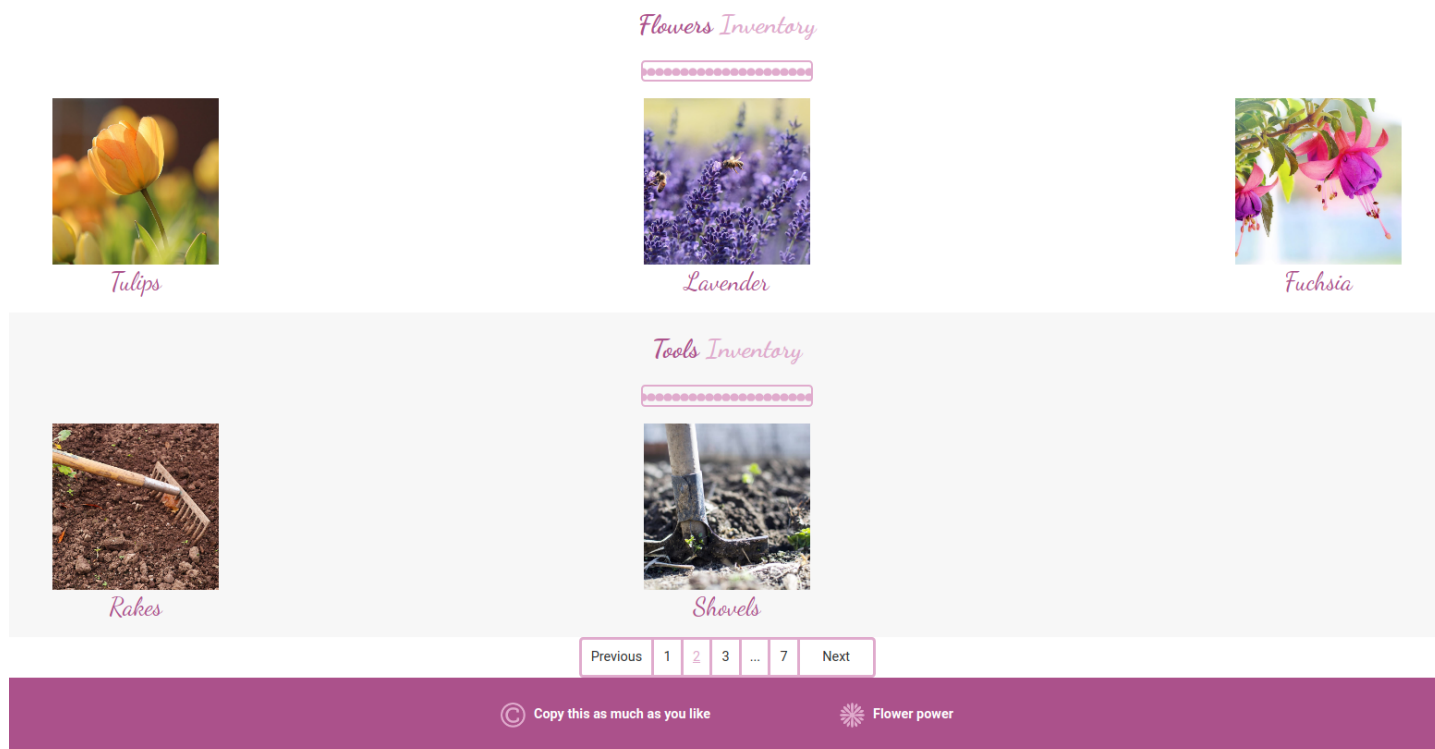 Flowers Inventory
Tulips
Lavender
Fuchsia
Tools Inventory
Rakes
Shovels
Previous 1 2 3 ... 7 Next
© Copy this as much as you like
Flower power